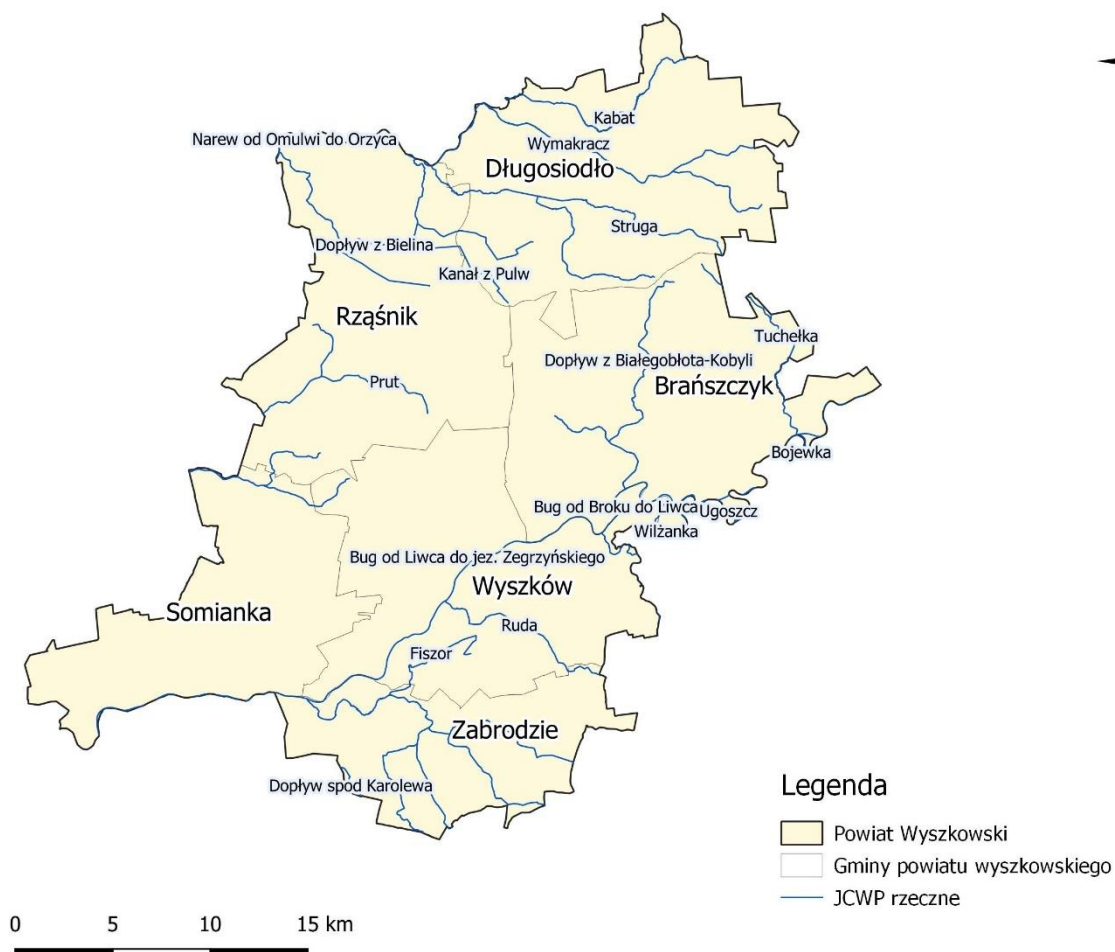 Kabat
Narew od Omulwi do Orzyca
Wymakracz
Długosiodło
Struga
Dopływ z Bielina
Kanał z Pulw
Rząśnik
Tuchełka
Dopływ z Białegobłota-Kobyli
Brańszczyk
Prut
Bojewka
Bug od Broku do Liwca
Ugoszcz
Wilżanka
Bug od Liwca do jez. Zegrzyńskiego
Wyszków
Somianka
Ruda
Fiszor
Zabrodzie
Dopływ spod Karolewa
Legenda
Powiat Wyszkowski
Gminy powiatu wyszkowskiego
JCWP rzeczne
0 5 10 15 km